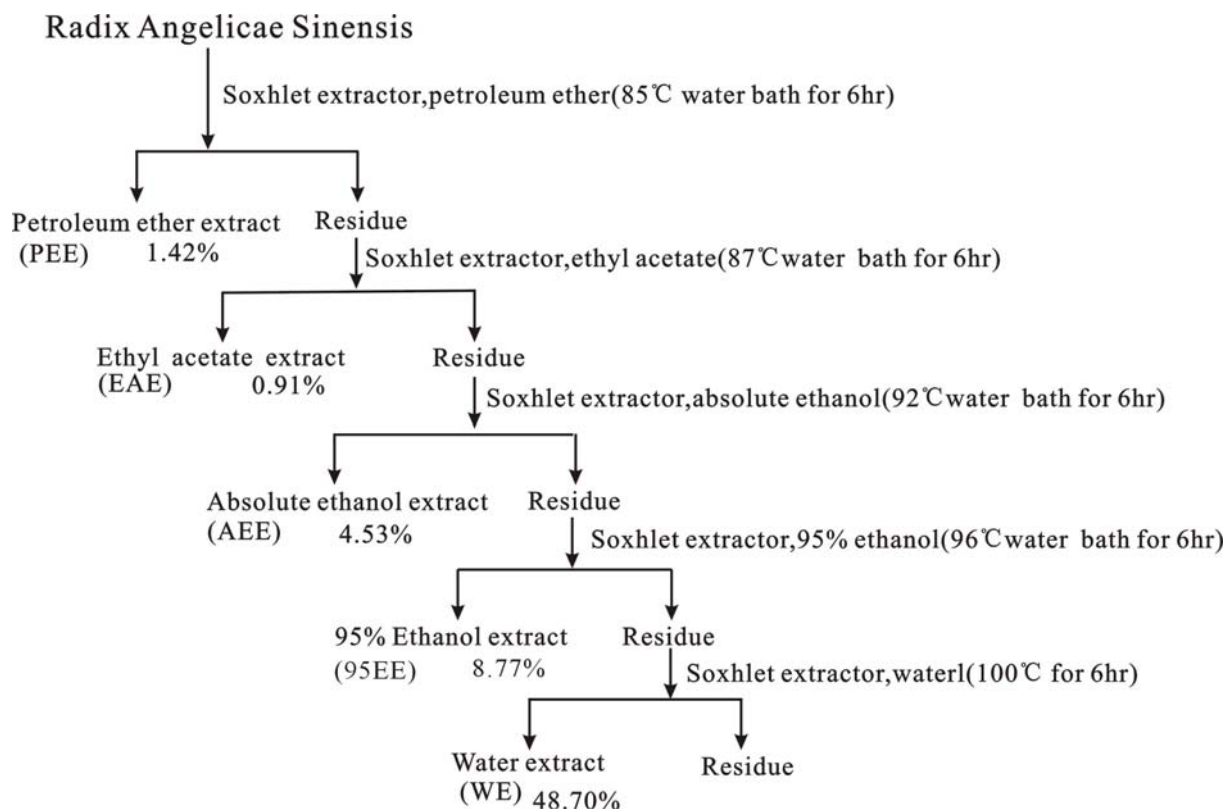 Radix Angelicae Sinensis
Soxhlet extractor,petroleum ether(85℃ water bath for 6hr)
Petroleum ether extract
(PEE) 1.42%
Residue
Soxhlet extractor,ethyl acetate(87℃water bath for 6hr)
Ethyl acetate extract
(EAE) 0.91%
Residue
Soxhlet extractor,absolute ethanol(92℃water bath for 6hr)
Absolute ethanol extract
(AEE) 4.53%
Residue
Soxhlet extractor,95% ethanol(96℃water bath for 6hr)
95% Ethanol extract
(95EE) 8.77%
Residue
Soxhlet extractor,waterl(100℃ for 6hr)
Water extract
(WE) 48.70%
Residue